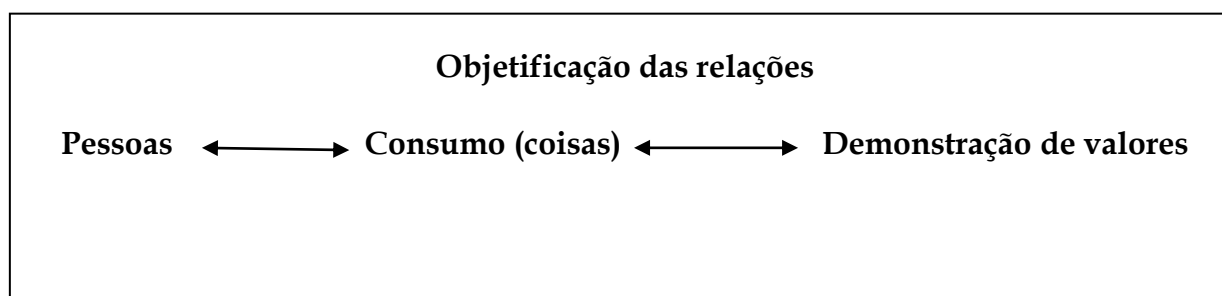 Objetificação das relações
Pessoas Consumo (coisas) Demonstração de valores